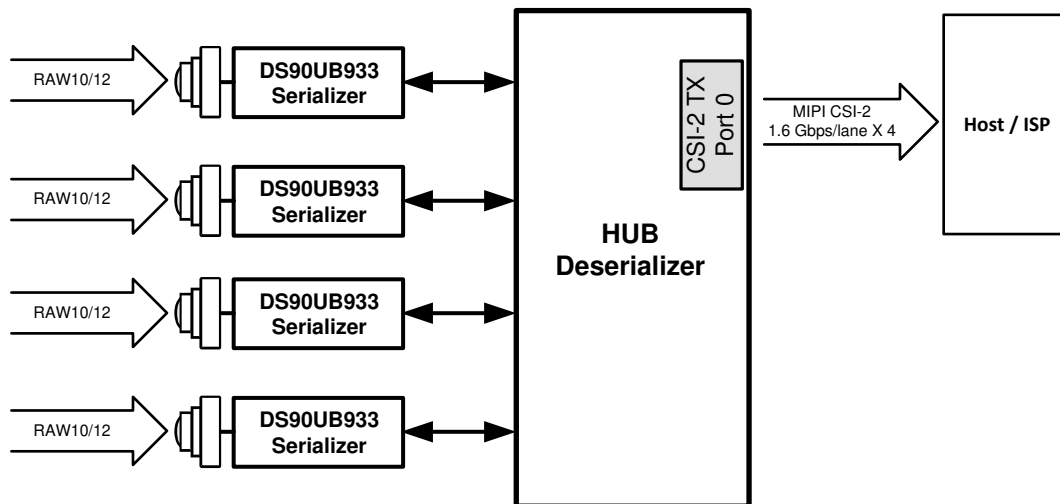 RAW10/12
DS90UB933
Serializer
RAW10/12
DS90UB933
Serializer
RAW10/12
DS90UB933
Serializer
RAW10/12
DS90UB933
Serializer
HUB
Deserializer
CSI-2 TX
Port 0
MIPI CSI-2
1.6 Gbps/lane X 4
Host / ISP